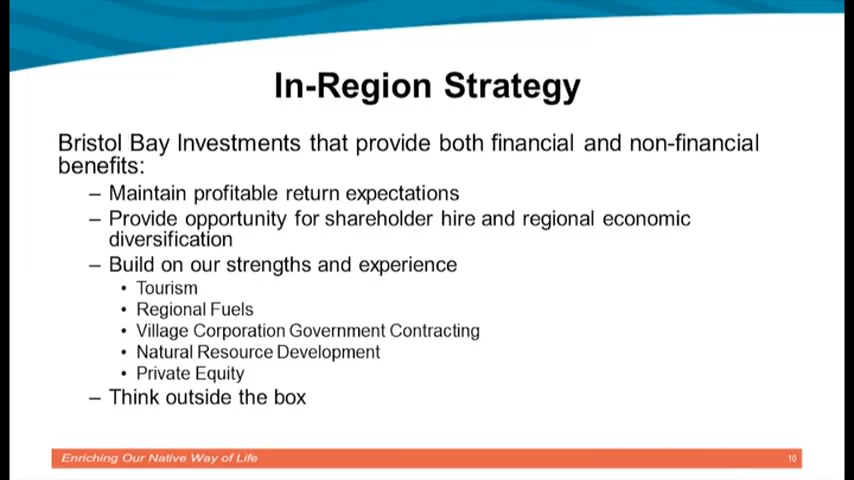 In-Region Strategy
Bristol Bay Investments that provide both financial and non-financial
benefits:
– Maintain profitable return expectations
– Provide opportunity for shareholder hire and regional economic
diversification
– Build on our strengths and experience
• Tourism
• Regional Fuels
• Village Corporation Government Contracting
• Natural Resource Development
• Private Equity
– Think outside the box
Enriching Our Native Way of Life
10